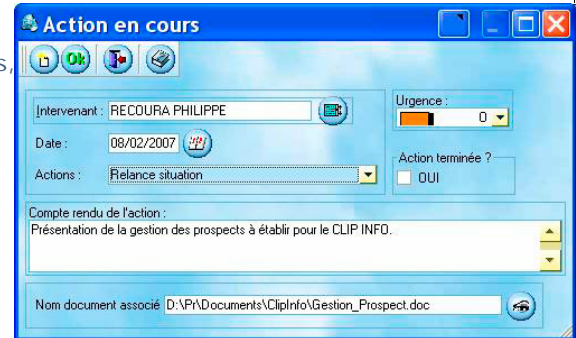 Action en cours
s,
Ok
Intervenant : RECOURA PHILIPPE
Urgence :
0
Date : 08/02/2007
Action terminée ?
OUI
Actions : Relance situation
Compte rendu de l'action :
Présentation de la gestion des prospects à établir pour le CLIP INFO.
Nom document associé D:\Pr\Documents\ClipInfo\Gestion_Prospect.doc